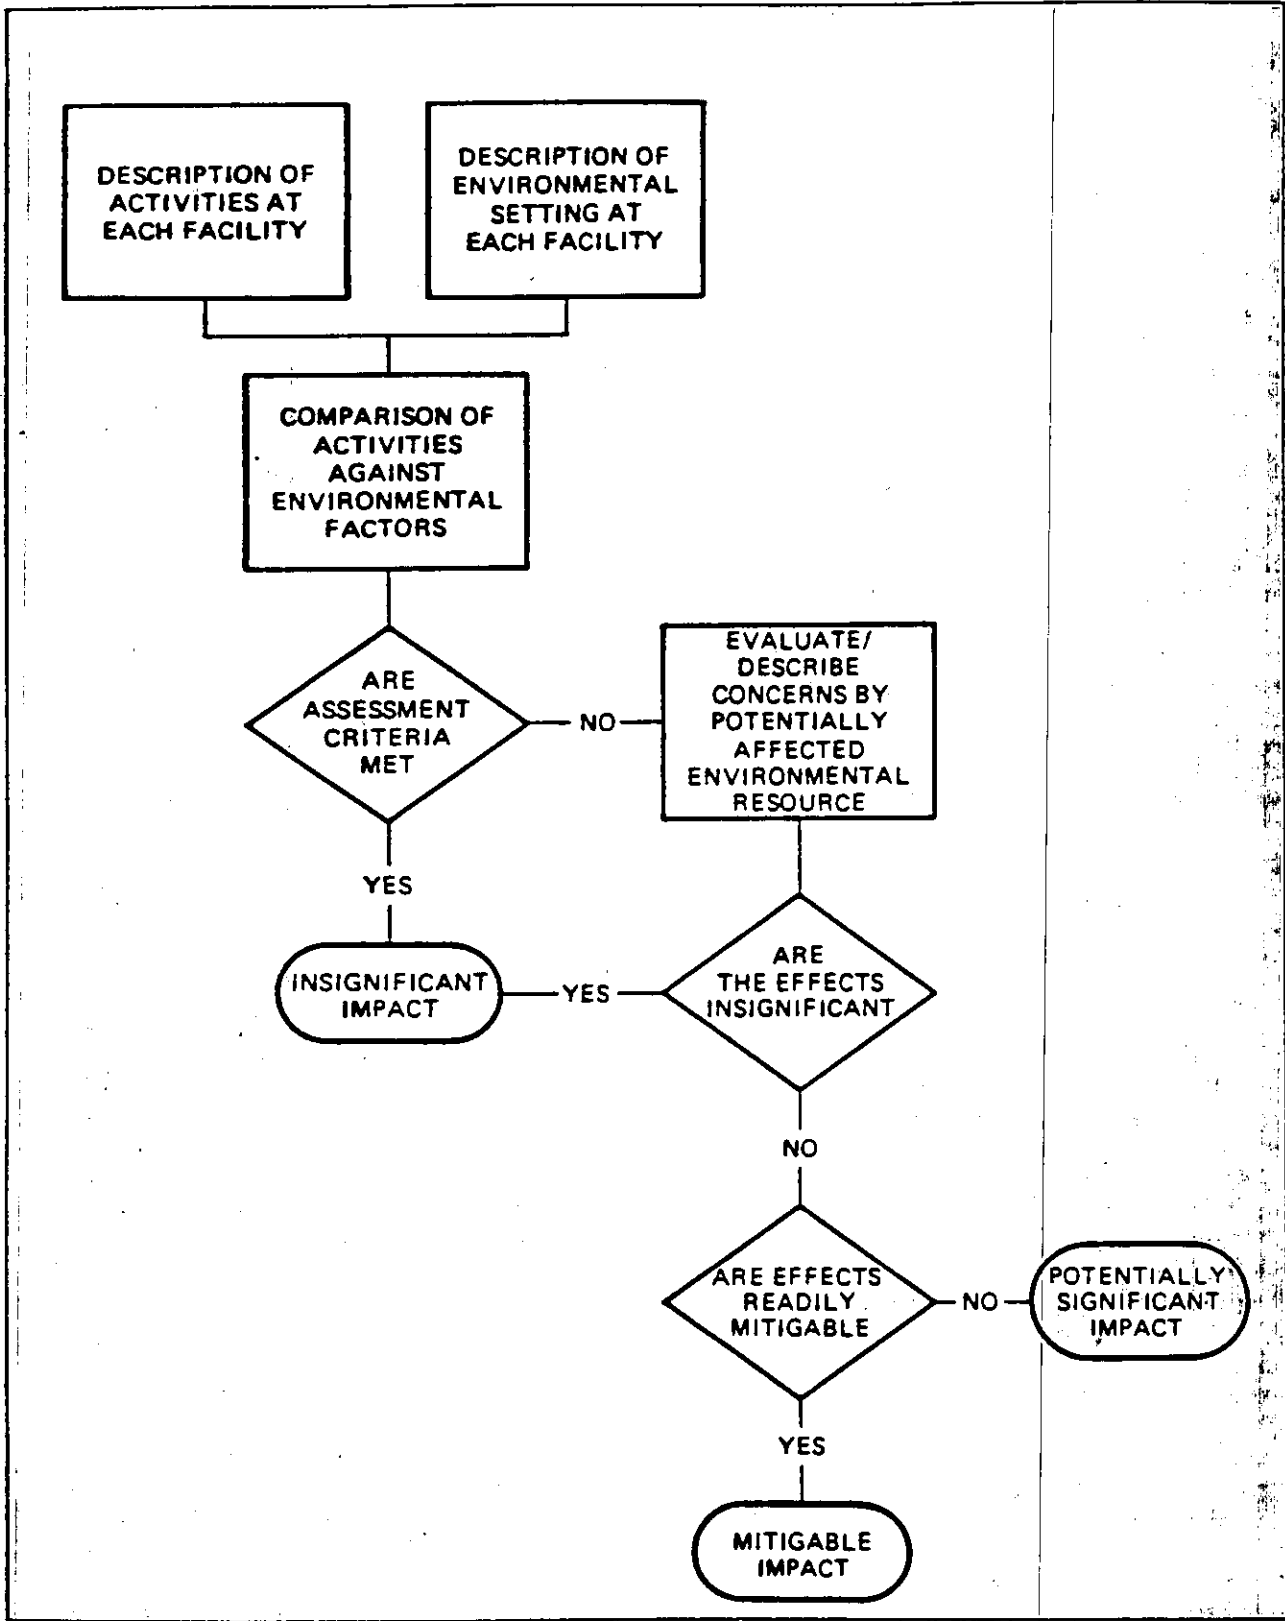 DESCRIPTION OF
ACTIVITIES AT
EACH FACILITY
DESCRIPTION OF
ENVIRONMENTAL
SETTING AT
EACH FACILITY
COMPARISON OF
ACTIVITIES
AGAINST
ENVIRONMENTAL
FACTORS
ARE
ASSESSMENT
CRITERIA
MET
NO
EVALUATE/
DESCRIBE
CONCERNS BY
POTENTIALLY
AFFECTED
ENVIRONMENTAL
RESOURCE
YES
INSIGNIFICANT
IMPACT
YES
ARE
THE EFFECTS
INSIGNIFICANT
NO
ARE EFFECTS
READILY
MITIGABLE
NO
POTENTIALLY
SIGNIFICANT
IMPACT
YES
MITIGABLE
IMPACT